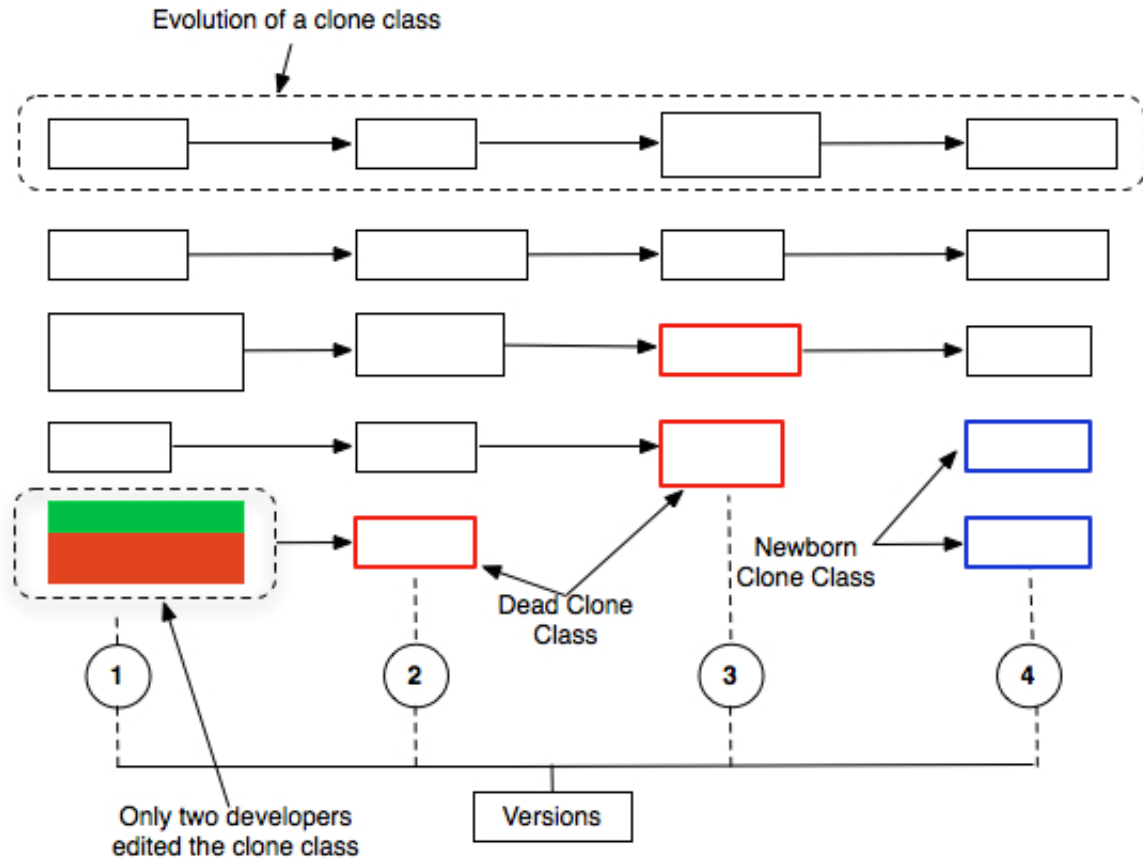 Evolution of a clone class
Newborn
Clone Class
Dead Clone
Class
1
2
3
4
Only two developers
edited the clone class
Versions